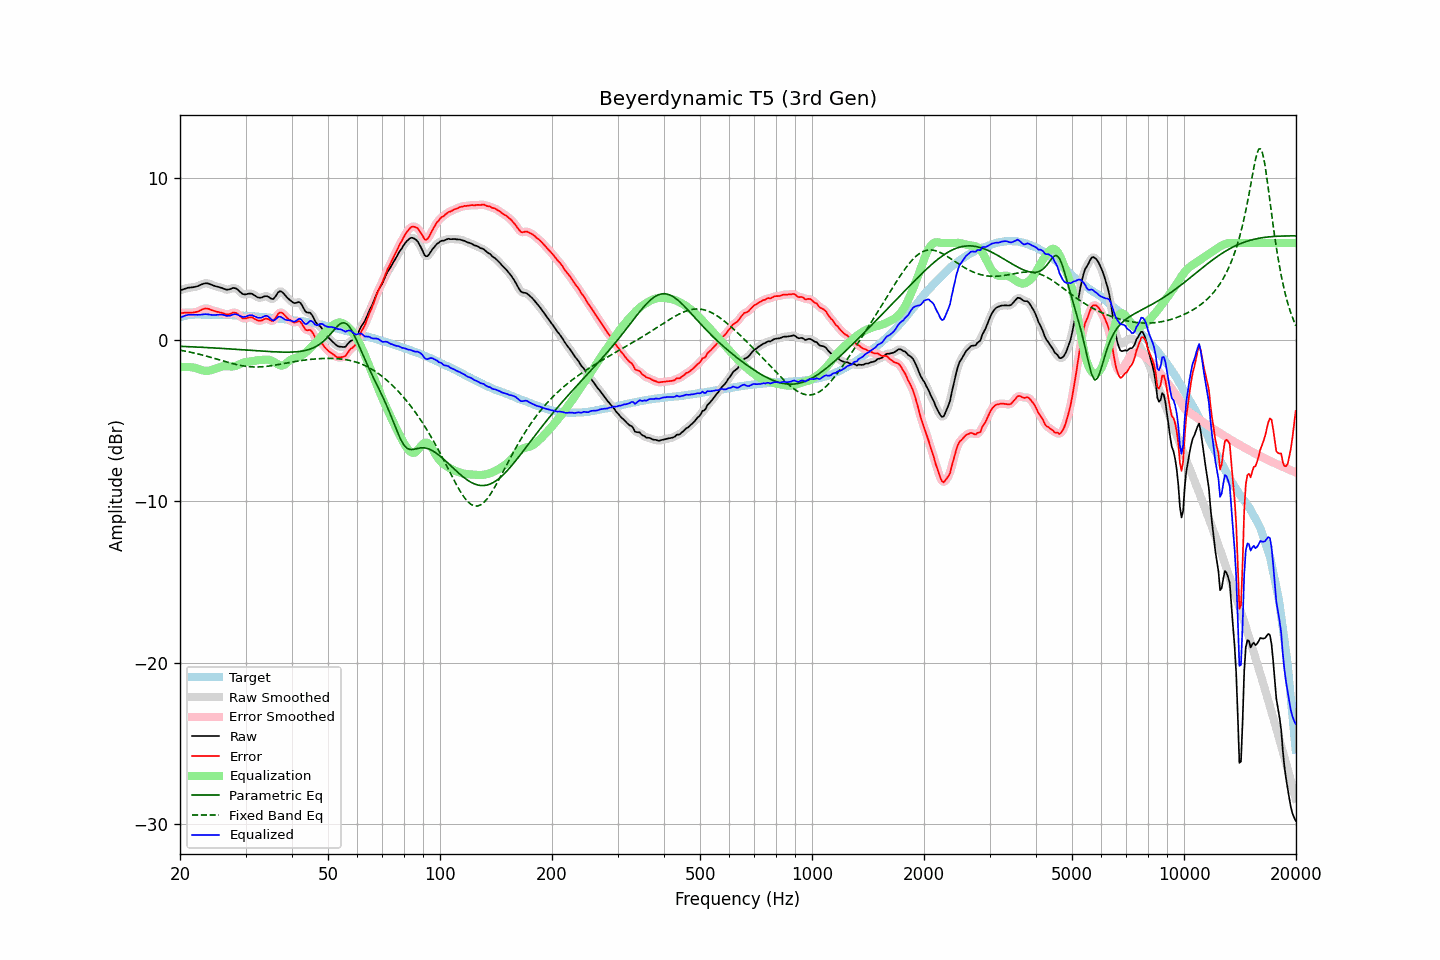 Beyerdynamic T5 (3rd Gen)
10
0
−10
−20
−30
Amplitude (dBr)
Target
Raw Smoothed
Error Smoothed
Raw
Error
Equalization
Parametric Eq
Fixed Band Eq
Equalized
20 50 100 200 500 1000 2000 5000 10000 20000
Frequency (Hz)